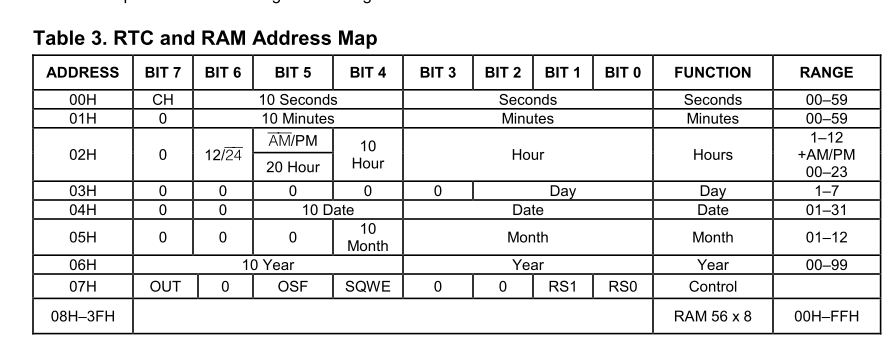 Table 3. RTC and RAM Address Map
ADDRESS BIT 7 BIT 6 BIT 5 BIT 4 BIT 3 BIT 2 BIT 1 BIT 0 FUNCTION RANGE
00H CH 10 Seconds Seconds Seconds 00–59
01H 0 10 Minutes Minutes Minutes 00–59
02H 0 12/2̅4̅ A̅M̅/PM 20 Hour 10 Hour Hour Hours 1–12 +AM/PM 00–23
03H 0 0 0 0 0 Day Day 1–7
04H 0 0 10 Date Date Date 01–31
05H 0 0 0 10 Month Month Month 01–12
06H 10 Year Year Year 00–99
07H OUT 0 OSF SQWE 0 0 RS1 RS0 Control
08H–3FH RAM 56 x 8 00H–FFH